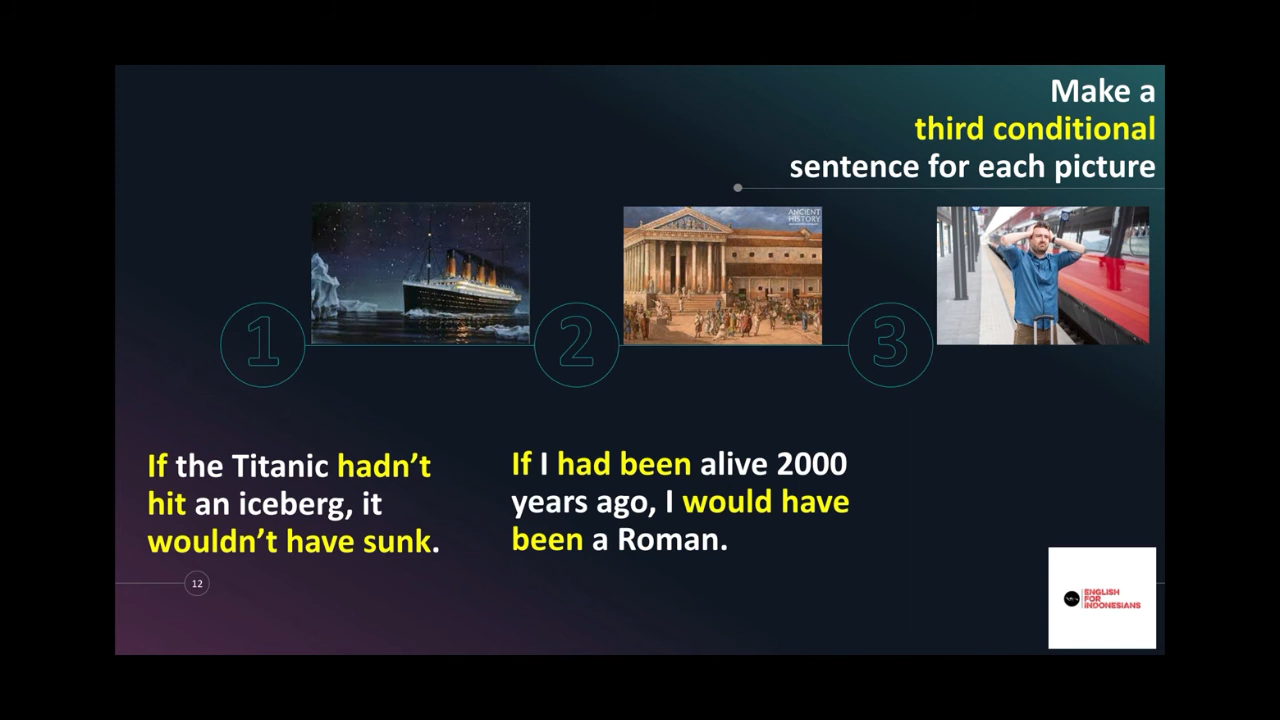 Make a
third conditional
sentence for each picture
ANCIENT
HISTORY
1
2
3
If the Titanic hadn’t
hit an iceberg, it
wouldn’t have sunk.
If I had been alive 2000
years ago, I would have
been a Roman.
12
ENGLISH
FOR
INDONESIANS